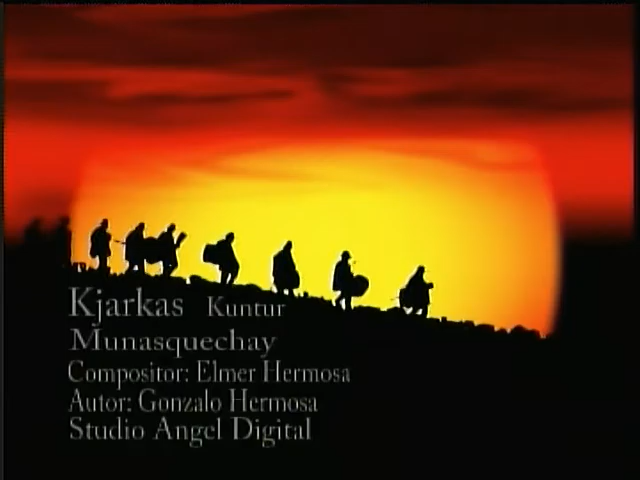 Kjarkas Kuntur
Munasquechay
Compositor: Elmer Hermosa
Autor: Gonzalo Hermosa
Studio Angel Digital